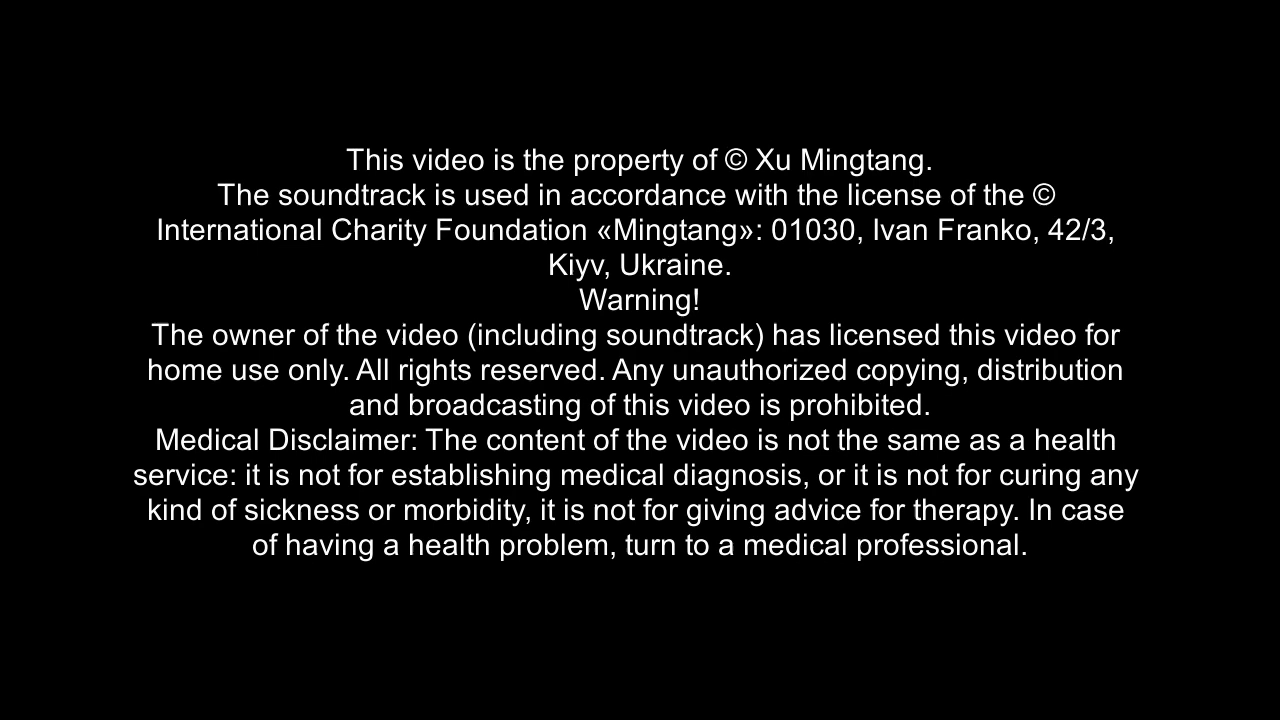 This video is the property of © Xu Mingtang.
The soundtrack is used in accordance with the license of the ©
International Charity Foundation «Mingtang»: 01030, Ivan Franko, 42/3,
Kiyv, Ukraine.
Warning!
The owner of the video (including soundtrack) has licensed this video for
home use only. All rights reserved. Any unauthorized copying, distribution
and broadcasting of this video is prohibited.
Medical Disclaimer: The content of the video is not the same as a health
service: it is not for establishing medical diagnosis, or it is not for curing any
kind of sickness or morbidity, it is not for giving advice for therapy. In case
of having a health problem, turn to a medical professional.